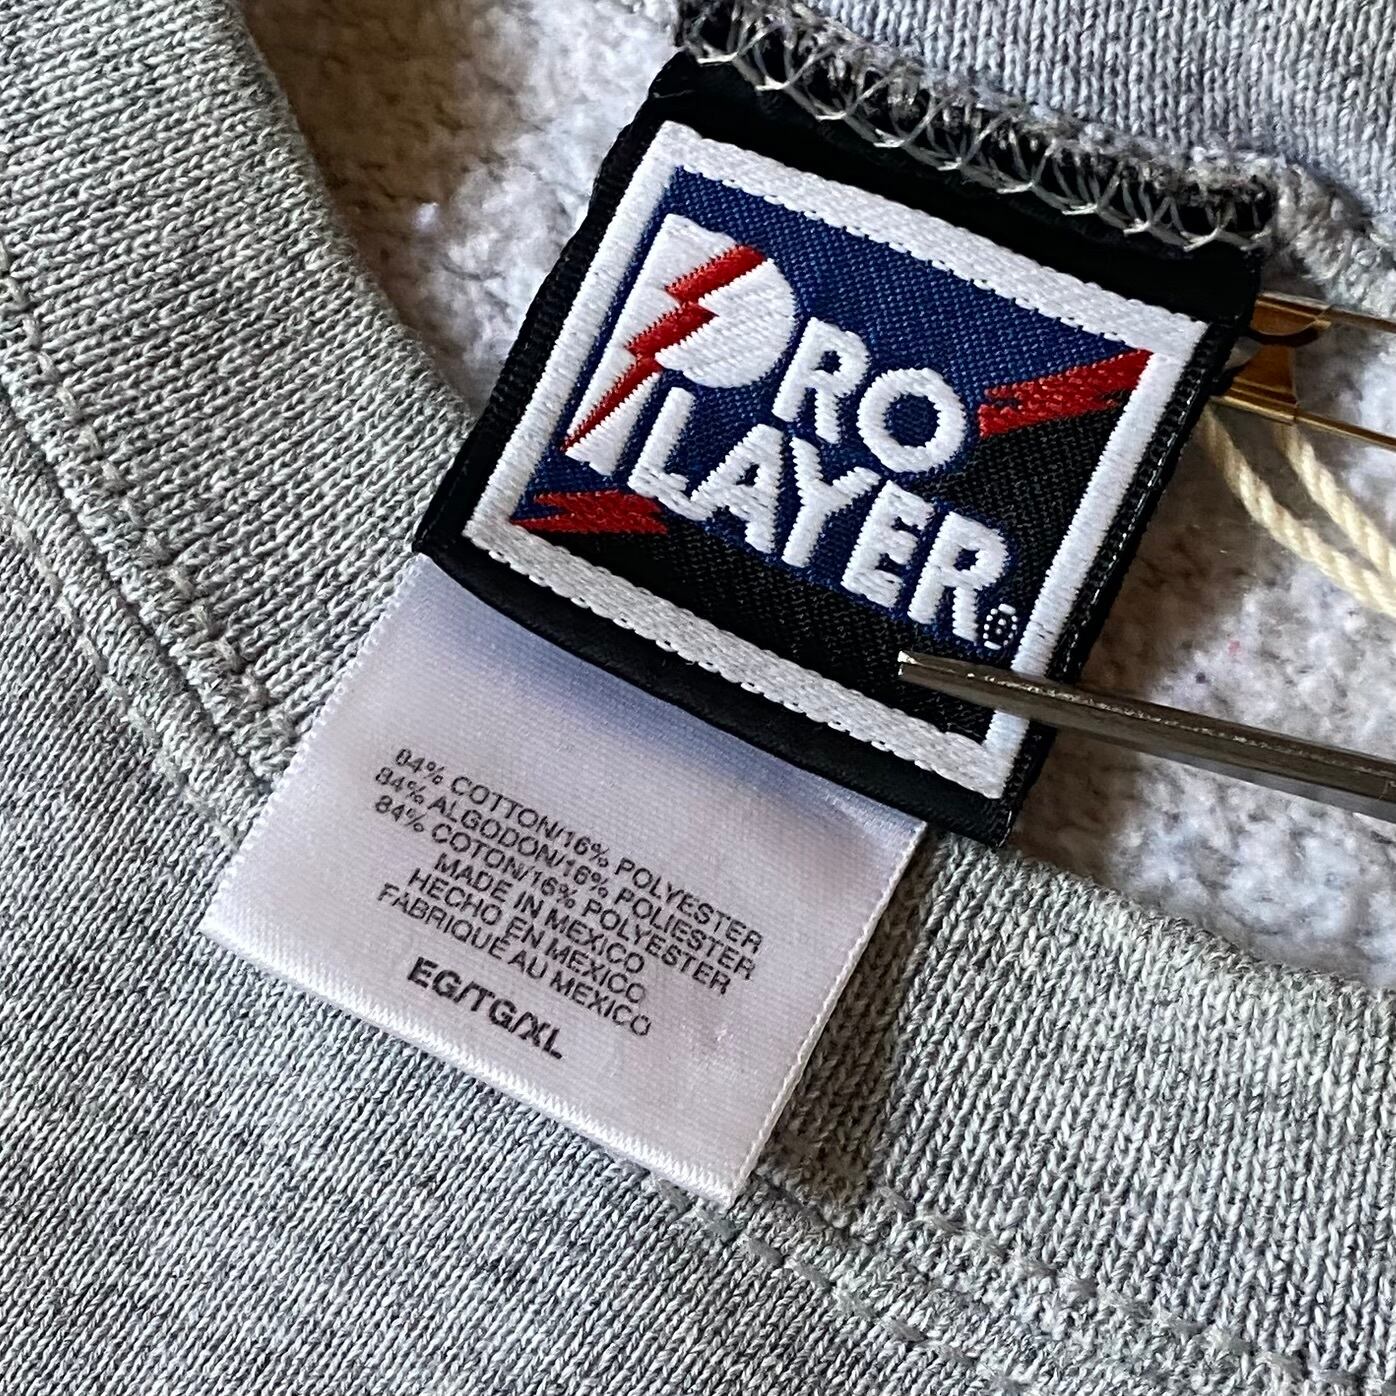 PRO
PLAYER®
84% COTTON/16% POLYESTER
84% ALGODON/16% POLIESTER
84% COTON/16% POLYESTER
MADE IN MEXICO
HECHO EN MEXICO
FABRIQUE AU MEXICO
EG/TG/XL